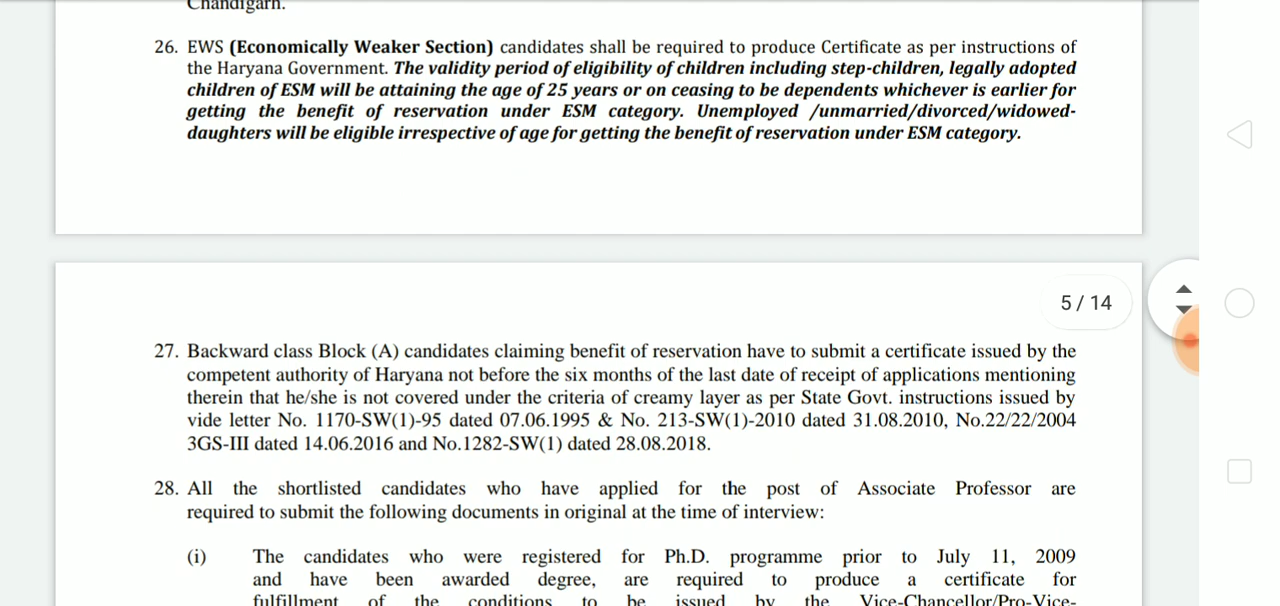 Chandigarh.
26. EWS (Economically Weaker Section) candidates shall be required to produce Certificate as per instructions of
the Haryana Government. The validity period of eligibility of children including step-children, legally adopted
children of ESM will be attaining the age of 25 years or on ceasing to be dependents whichever is earlier for
getting the benefit of reservation under ESM category. Unemployed /unmarried/divorced/widowed-
daughters will be eligible irrespective of age for getting the benefit of reservation under ESM category.
5 / 14
27. Backward class Block (A) candidates claiming benefit of reservation have to submit a certificate issued by the
competent authority of Haryana not before the six months of the last date of receipt of applications mentioning
therein that he/she is not covered under the criteria of creamy layer as per State Govt. instructions issued by
vide letter No. 1170-SW(1)-95 dated 07.06.1995 & No. 213-SW(1)-2010 dated 31.08.2010, No.22/22/2004
3GS-III dated 14.06.2016 and No.1282-SW(1) dated 28.08.2018.
28. All the shortlisted candidates who have applied for the post of Associate Professor are
required to submit the following documents in original at the time of interview:
(i) The candidates who were registered for Ph.D. programme prior to July 11, 2009
and have been awarded degree, are required to produce a certificate for
fulfillment of the conditions to be issued by the Vice-Chancellor/Pro-Vice-